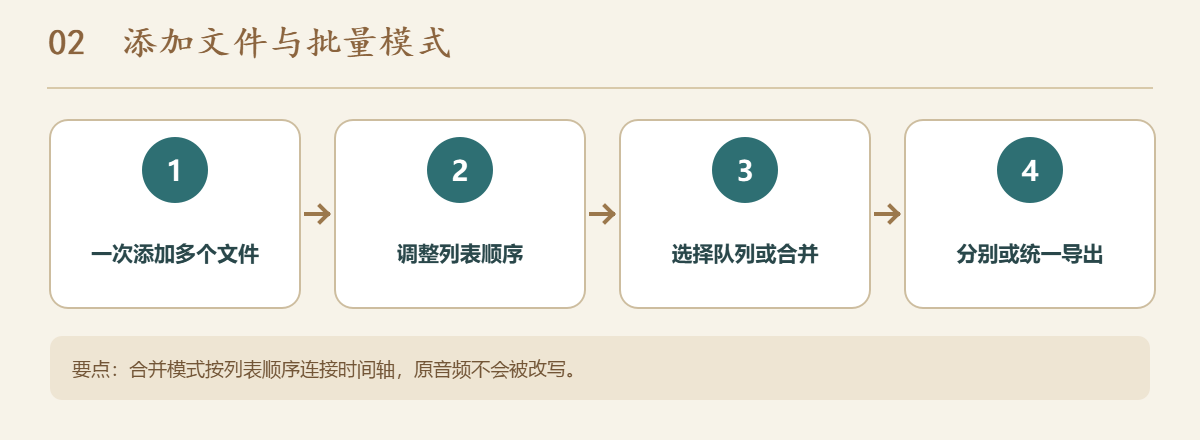 02 添加文件与批量模式
1
一次添加多个文件
2
调整列表顺序
3
选择队列或合并
4
分别或统一导出
要点：合并模式按列表顺序连接时间轴，原音频不会被改写。